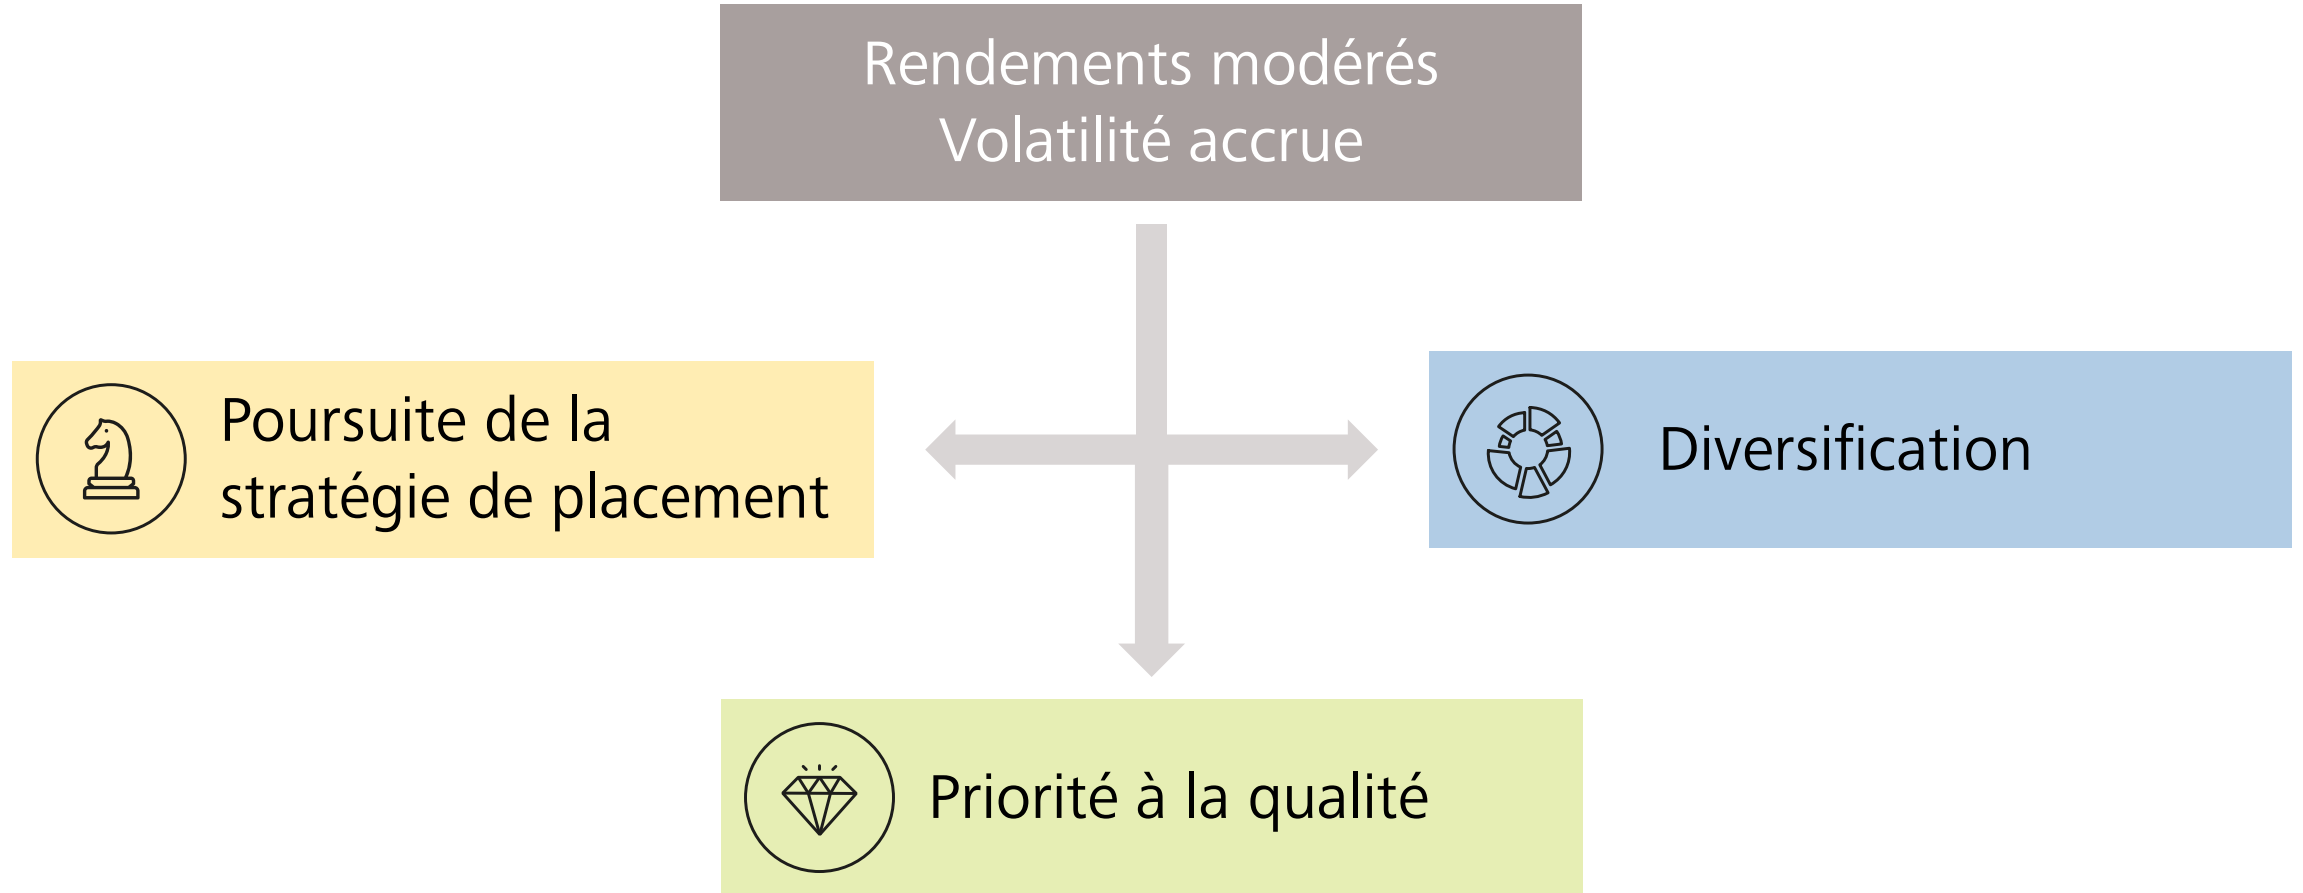 Rendements modérés
Volatilité accrue
Poursuite de la
stratégie de placement
Diversification
Priorité à la qualité